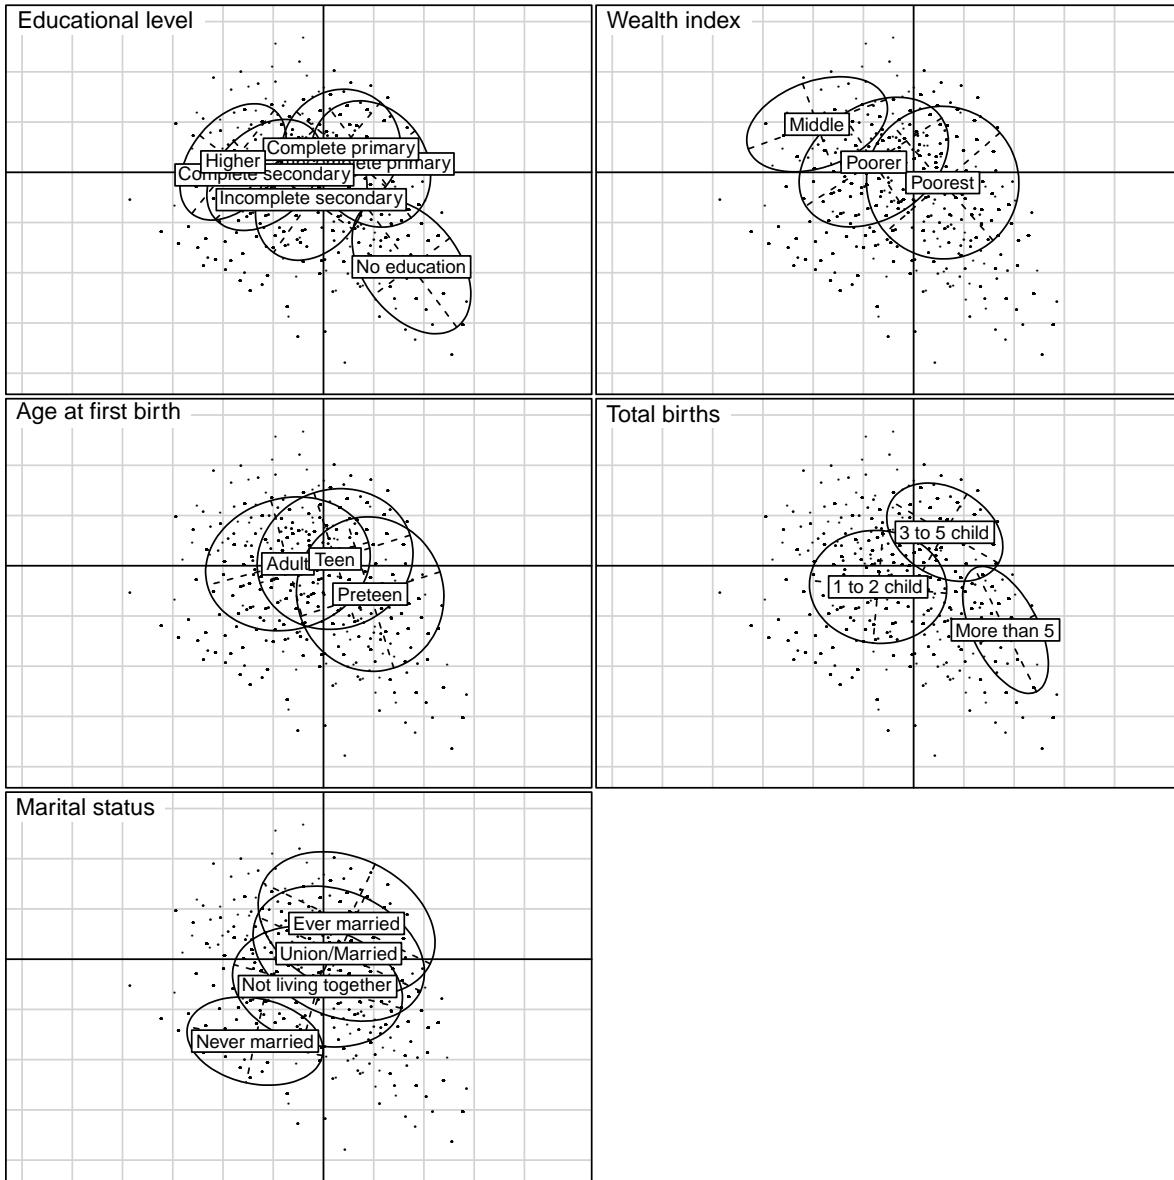 Educational level
Complete primary
Higher
plete primary
Complete secondary
Incomplete secondary
No education
Wealth index
Middle
Poorer
Poorest
Age at first birth
Adult
Teen
Preteen
Total births
3 to 5 child
1 to 2 child
More than 5
Marital status
Ever married
Union/Married
Not living together
Never married